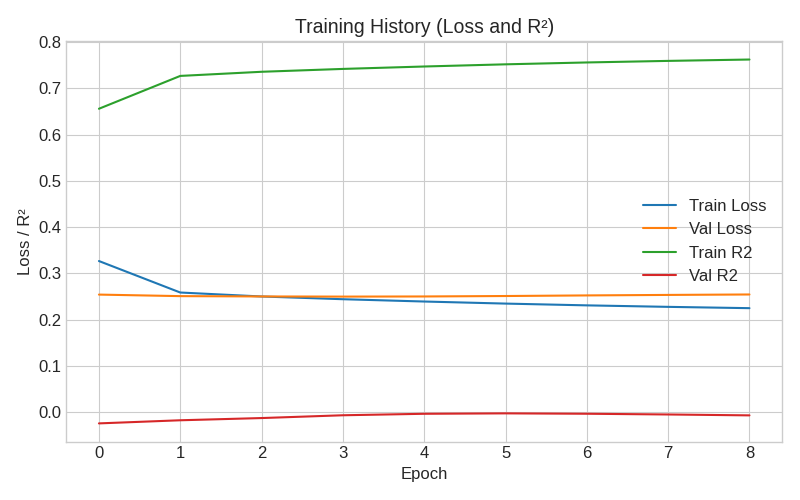 Training History (Loss and R²)
Loss / R²
0.8
0.7
0.6
0.5
0.4
0.3
0.2
0.1
0.0
Train Loss
Val Loss
Train R2
Val R2
0 1 2 3 4 5 6 7 8
Epoch